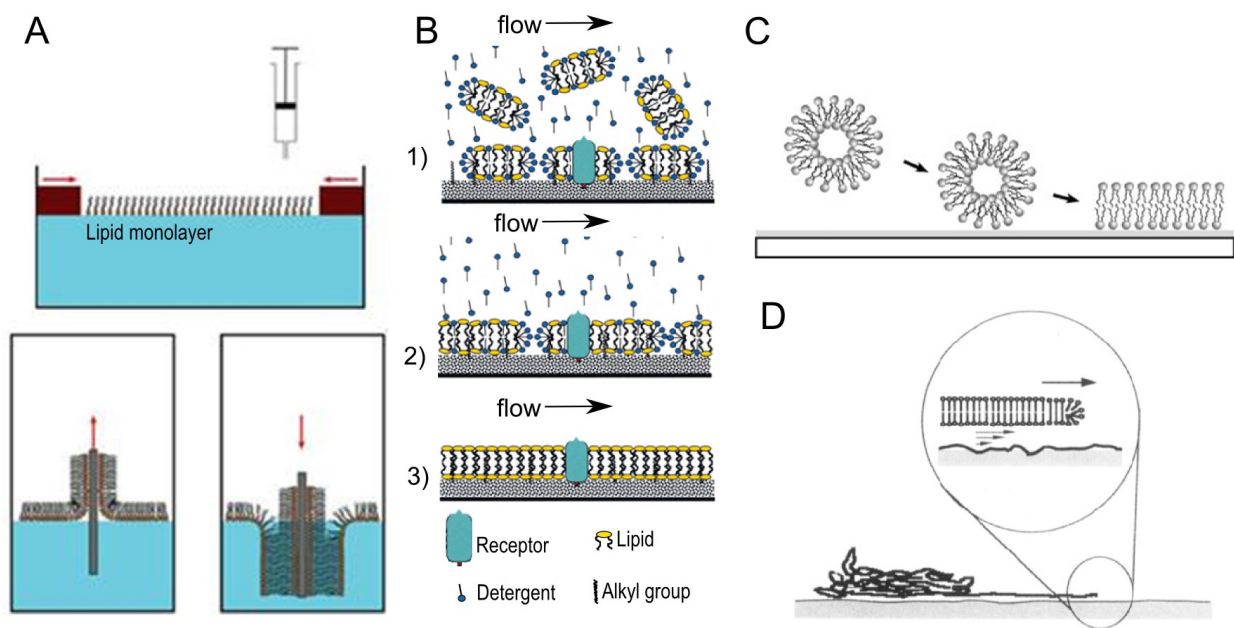 A
Lipid monolayer
B
flow
1)
flow
2)
flow
3)
Receptor
Lipid
Detergent
Alkyl group
C
D